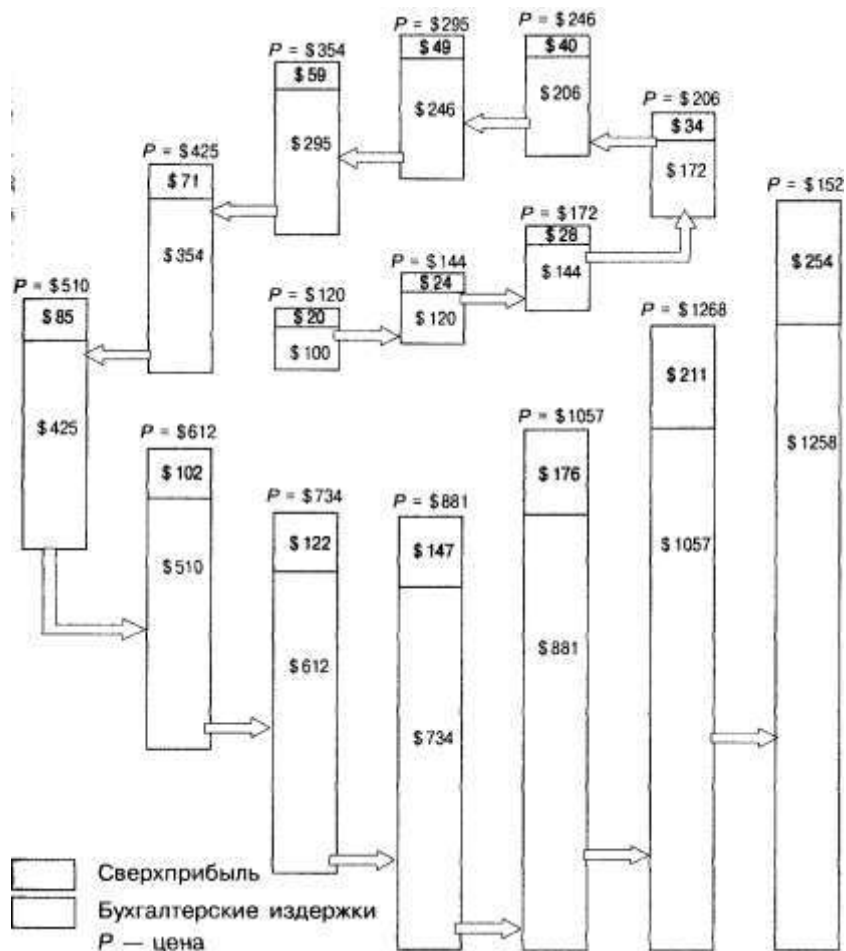 P = $120
$20
$100
P = $144
$24
$120
P = $172
$28
$144
P = $206
$34
$172
P = $246
$40
$206
P = $295
$49
$246
P = $354
$59
$295
P = $425
$71
$354
P = $510
$85
$425
P = $612
$102
$510
P = $734
$122
$612
P = $881
$147
$734
P = $1057
$176
$881
P = $1268
$211
$1057
P = $152
$254
$1258
Сверхприбыль
Бухгалтерские издержки
P — цена